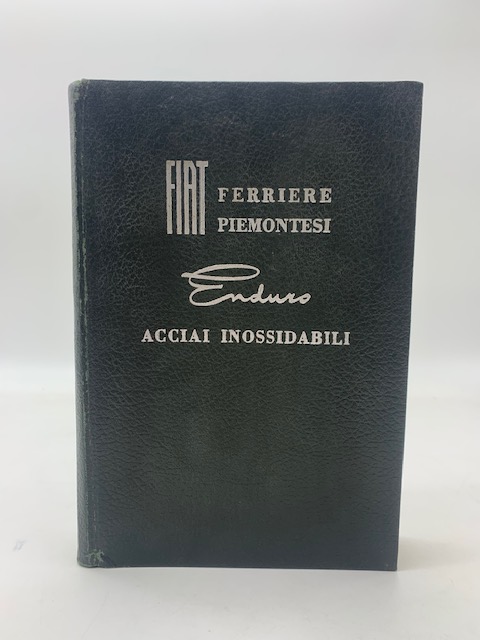 FIAT FERRIERE
PIEMONTESI
Enduro
ACCIAI INOSSIDABILI